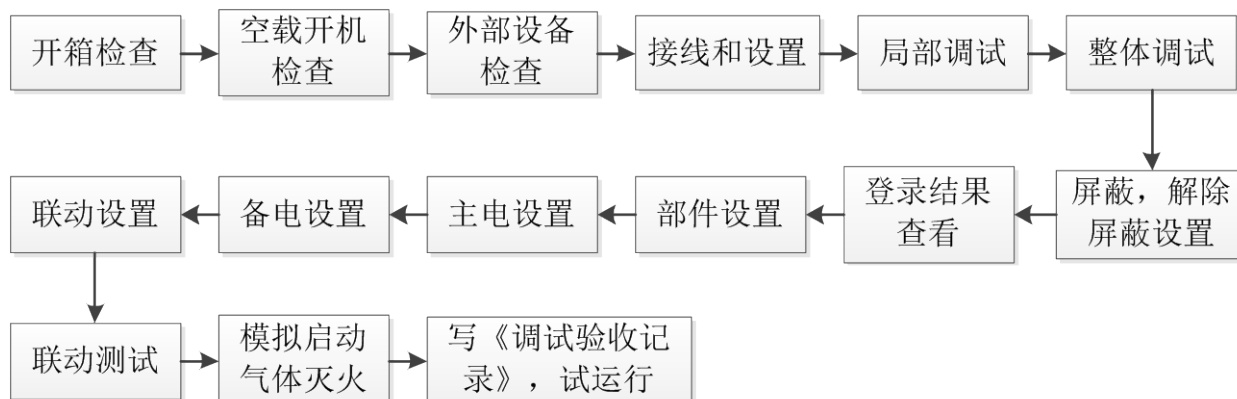 开箱检查
空载开机
检查
外部设备
检查
接线和设置
局部调试
整体调试
屏蔽，解除
屏蔽设置
登录结果
查看
部件设置
主电设置
备电设置
联动设置
联动测试
模拟启动
气体灭火
写《调试验收记
录》，试运行